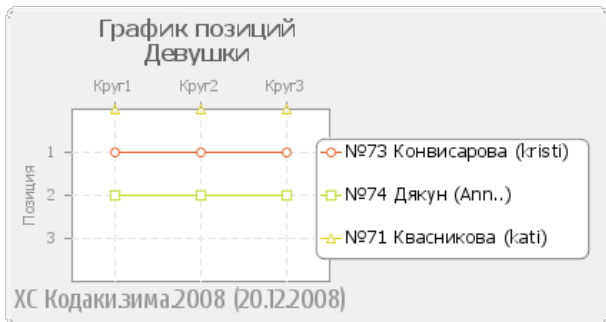 График позиций
Девушки
Круг1 Круг2 Круг3
Позиция
1
2
3
№73 Конвисарова (kristi)
№74 Дякун (Ann..)
№71 Квасникова (kati)
ХС Кодаки.зима.2008 (20.12.2008)